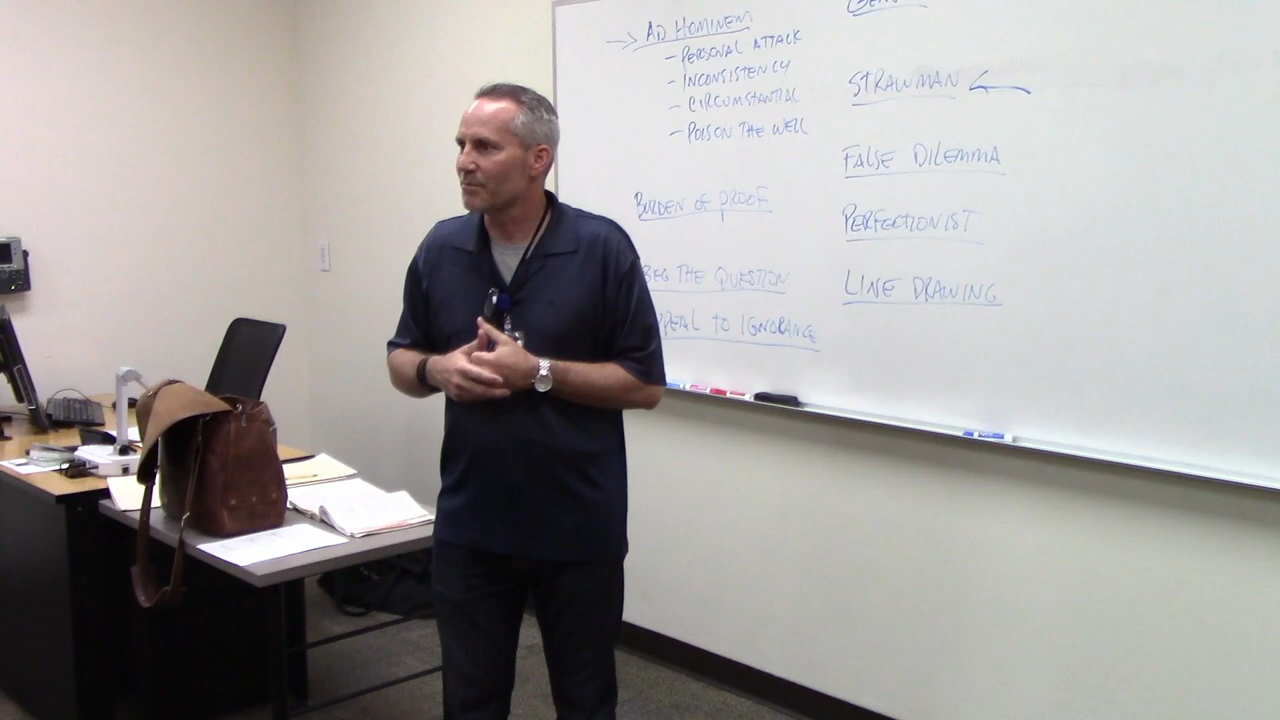 AD HOMINEM
- PERSONAL ATTACK
- INCONSISTENCY
- CIRCUMSTANTIAL
- POISON THE WELL
BURDEN OF PROOF
BEG THE QUESTION
PPEAL TO IGNORANCE
STRAWMAN
FALSE DILEMMA
PERFECTIONIST
LINE DRAWING